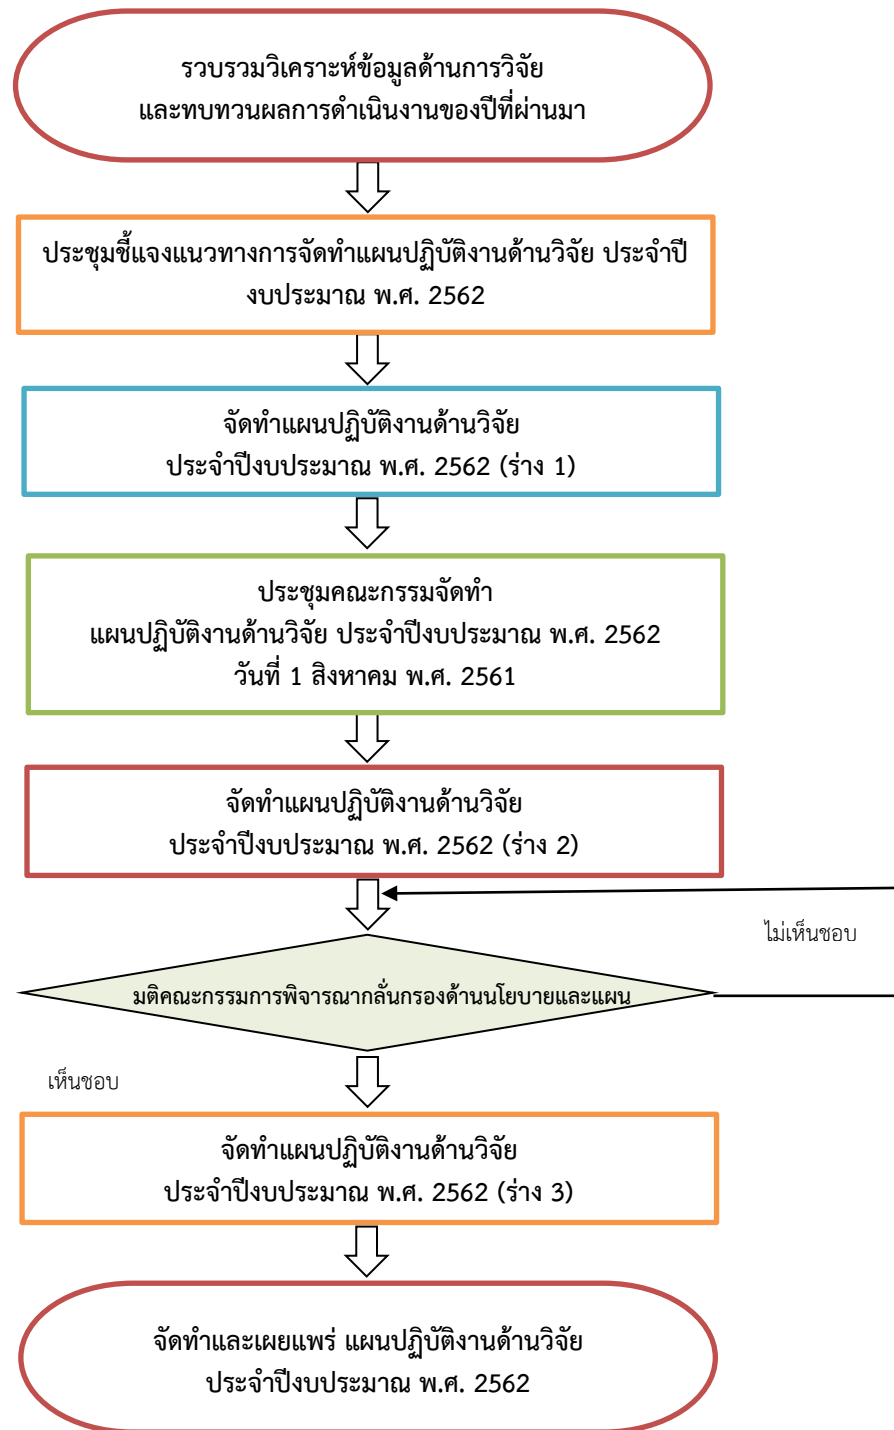 รวบรวมวิเคราะห์ข้อมูลด้านการวิจัย
และทบทวนผลการดำเนินงานของปีที่ผ่านมา
ประชุมชี้แจงแนวทางการจัดทำแผนปฏิบัติงานด้านวิจัย ประจำปี
งบประมาณ พ.ศ. 2562
จัดทำแผนปฏิบัติงานด้านวิจัย
ประจำปีงบประมาณ พ.ศ. 2562 (ร่าง 1)
ประชุมคณะกรรมจัดทำ
แผนปฏิบัติงานด้านวิจัย ประจำปีงบประมาณ พ.ศ. 2562
วันที่ 1 สิงหาคม พ.ศ. 2561
จัดทำแผนปฏิบัติงานด้านวิจัย
ประจำปีงบประมาณ พ.ศ. 2562 (ร่าง 2)
ไม่เห็นชอบ
มติคณะกรรมการพิจารณากลั่นกรองด้านนโยบายและแผน
เห็นชอบ
จัดทำแผนปฏิบัติงานด้านวิจัย
ประจำปีงบประมาณ พ.ศ. 2562 (ร่าง 3)
จัดทำและเผยแพร่ แผนปฏิบัติงานด้านวิจัย
ประจำปีงบประมาณ พ.ศ. 2562